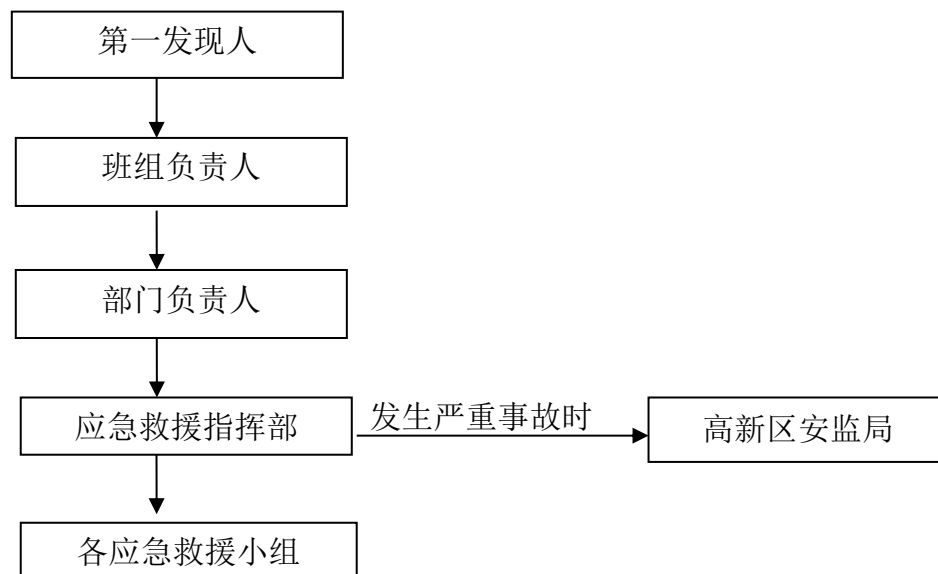 第一发现人
班组负责人
部门负责人
应急救援指挥部
发生严重事故时
高新区安监局
各应急救援小组